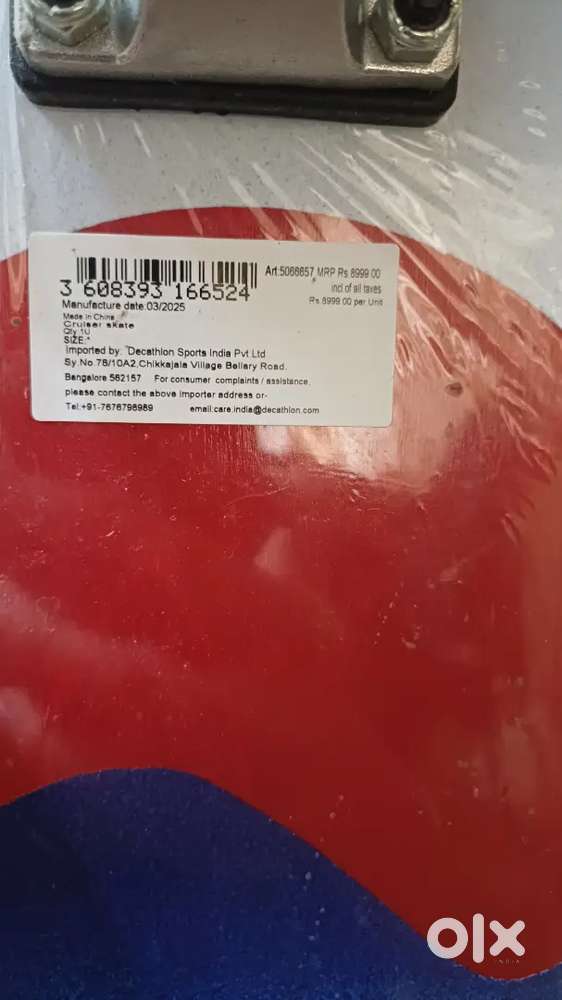 3 608393 166524
Art:5066657 MRP Rs 8999.00
incl of all taxes
Rs 8999.00 per Unit
Manufacture date:03/2025
Made in China
Cruiser skate
Qty 1U
SIZE:*
Imported by: "Decathlon Sports India Pvt Ltd
Sy.No.78/10A2,Chikkajala Village Bellary Road.
Bangalore 562157 For consumer complaints / assistance,
please contact the above importer address or-
Tel:+91-7676798989 email:care.india@decathlon.com
olx
INDIA